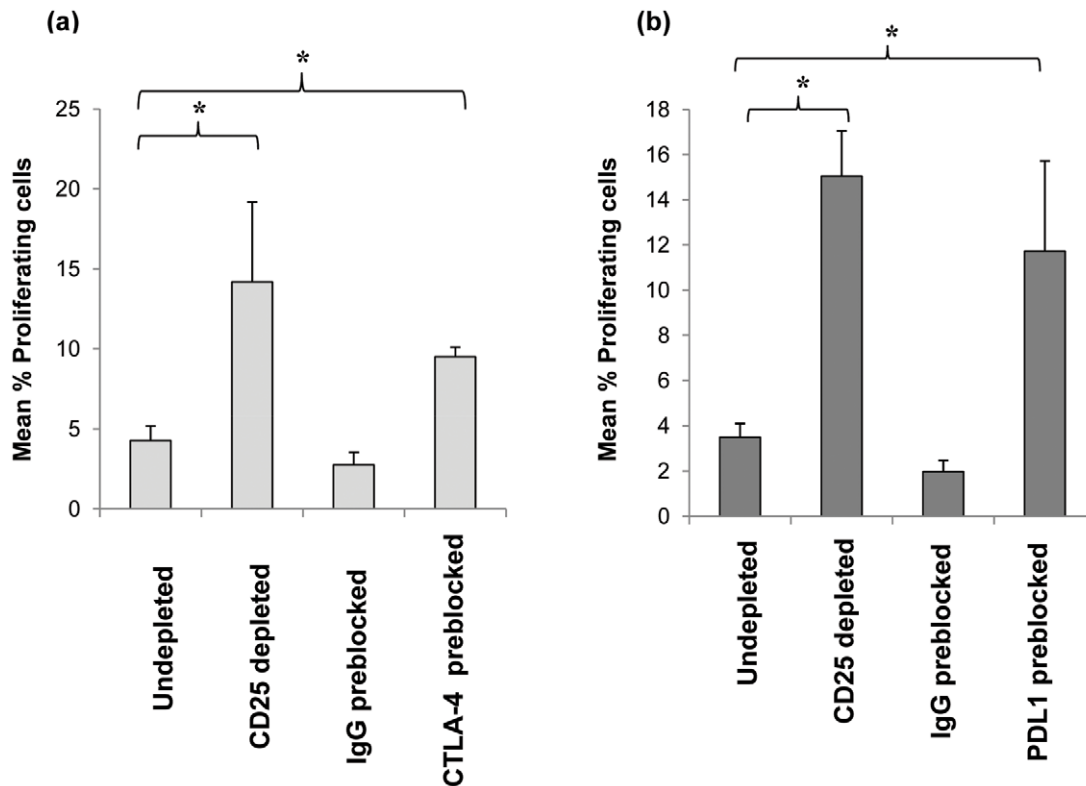 (a)
*
*
25
20
15
10
5
0
Mean % Proliferating cells
Undepleted
CD25 depleted
IgG preblocked
CTLA-4 preblocked
(b)
*
*
18
16
14
12
10
8
6
4
2
0
Mean % Proliferating cells
Undepleted
CD25 depleted
IgG preblocked
PDL1 preblocked